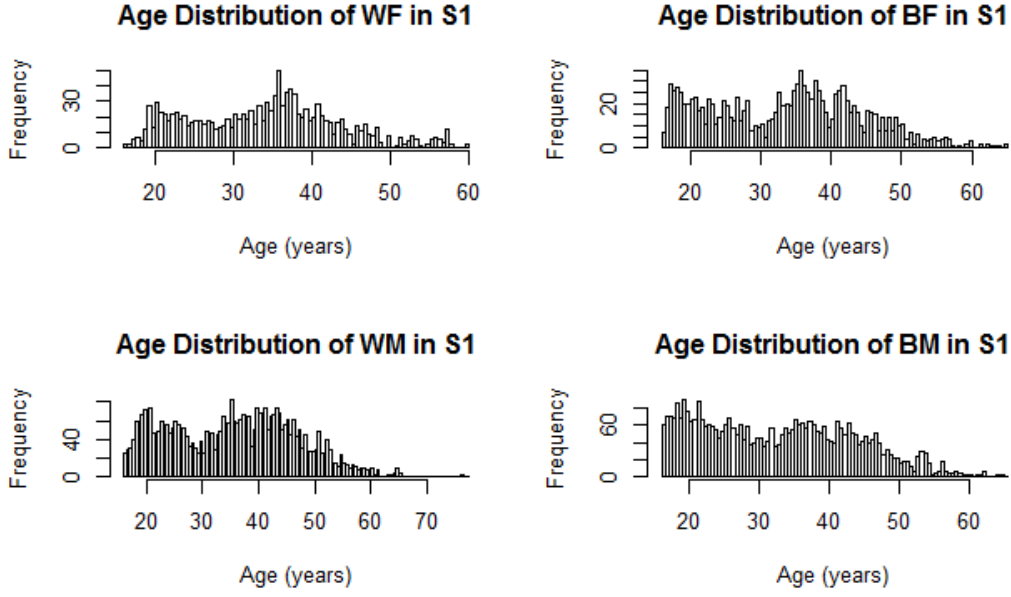 Age Distribution of WF in S1
Frequency
0 30
20 30 40 50 60
Age (years)
Age Distribution of BF in S1
Frequency
0 20
20 30 40 50 60
Age (years)
Age Distribution of WM in S1
Frequency
0 40
20 30 40 50 60 70
Age (years)
Age Distribution of BM in S1
Frequency
0 60
20 30 40 50 60
Age (years)